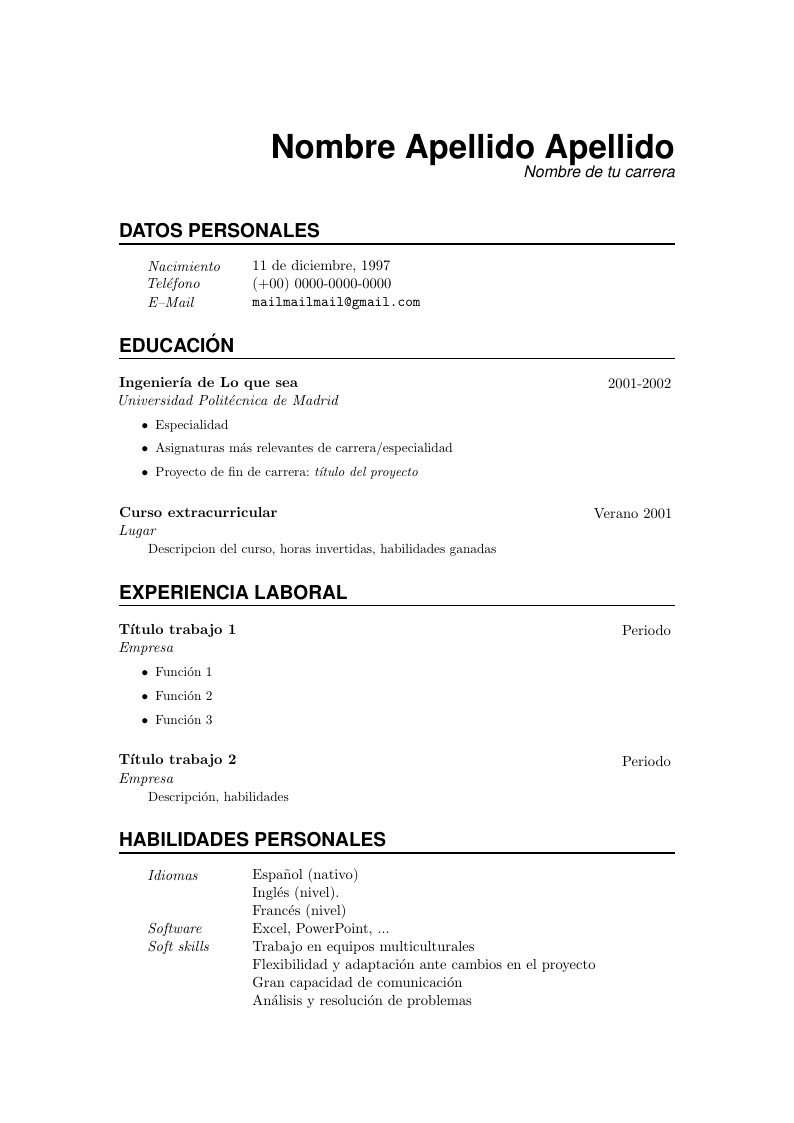 Nombre Apellido Apellido
Nombre de tu carrera
DATOS PERSONALES
Nacimiento 11 de diciembre, 1997
Teléfono (+00) 0000-0000-0000
E–Mail mailmailmail@gmail.com
EDUCACIÓN
Ingeniería de Lo que sea 2001-2002
Universidad Politécnica de Madrid
• Especialidad
• Asignaturas más relevantes de carrera/especialidad
• Proyecto de fin de carrera: título del proyecto
Curso extracurricular Verano 2001
Lugar
Descripcion del curso, horas invertidas, habilidades ganadas
EXPERIENCIA LABORAL
Título trabajo 1 Periodo
Empresa
• Función 1
• Función 2
• Función 3
Título trabajo 2 Periodo
Empresa
Descripción, habilidades
HABILIDADES PERSONALES
Idiomas Español (nativo)
Inglés (nivel).
Francés (nivel)
Software Excel, PowerPoint, ...
Soft skills Trabajo en equipos multiculturales
Flexibilidad y adaptación ante cambios en el proyecto
Gran capacidad de comunicación
Análisis y resolución de problemas